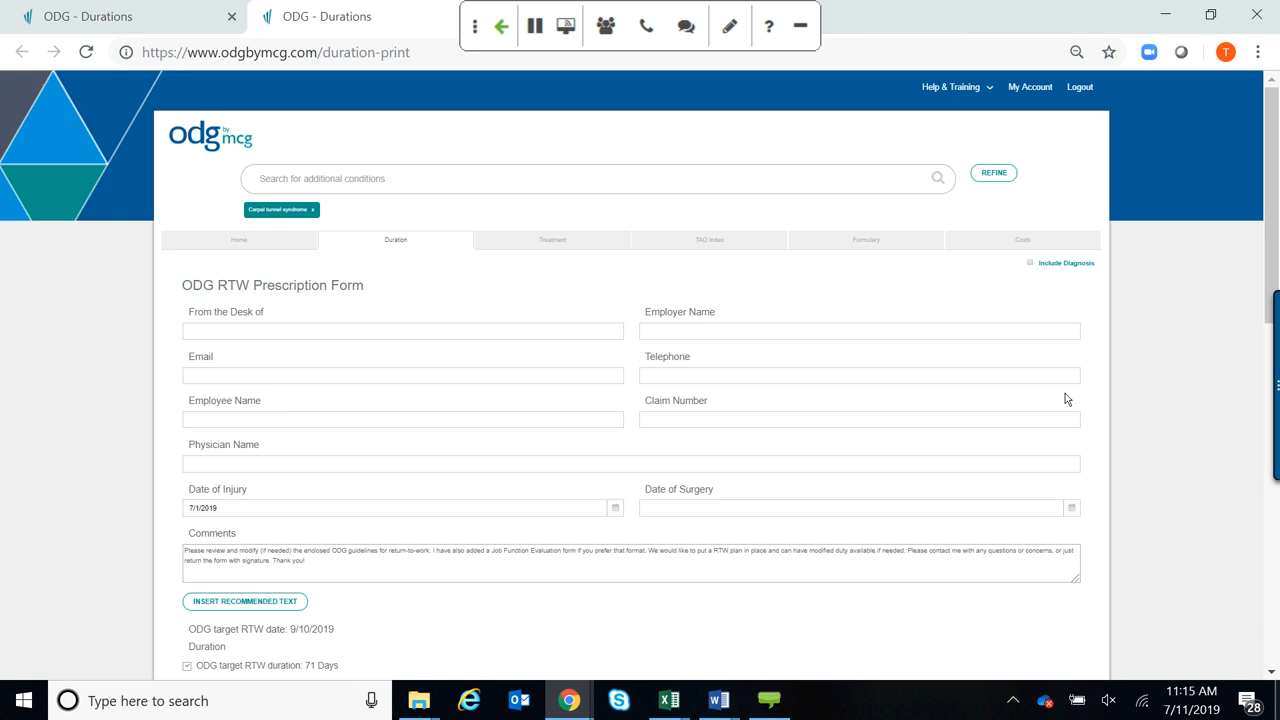 ODG - Durations
ODG - Durations
https://www.odgbymcg.com/duration-print
T
Help & Training
My Account
Logout
odg by mcg
Search for additional conditions
REFINE
Carpal tunnel syndrome x
Home
Duration
Treatment
TAO Index
Formulary
Costs
Include Diagnosis
ODG RTW Prescription Form
From the Desk of
Employer Name
Email
Telephone
Employee Name
Claim Number
Physician Name
Date of Injury
Date of Surgery
7/1/2019
Comments
Please review and modify (if needed) the enclosed ODG guidelines for return-to-work. I have also added a Job Function Evaluation form if you prefer that format. We would like to put a RTW plan in place and can have modified duty available if needed. Please contact me with any questions or concerns, or just
return the form with signature. Thank you!
INSERT RECOMMENDED TEXT
ODG target RTW date: 9/10/2019
Duration
ODG target RTW duration: 71 Days
Type here to search
11:15 AM
7/11/2019
28